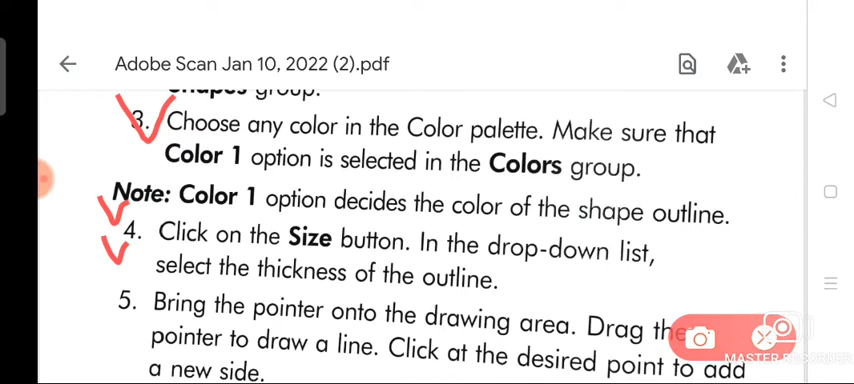 Adobe Scan Jan 10, 2022 (2).pdf
Shapes group.
3. Choose any color in the Color palette. Make sure that
Color 1 option is selected in the Colors group.
Note: Color 1 option decides the color of the shape outline.
4. Click on the Size button. In the drop-down list,
select the thickness of the outline.
5. Bring the pointer onto the drawing area. Drag the
pointer to draw a line. Click at the desired point to add
a new side.
MASTER RECORDER